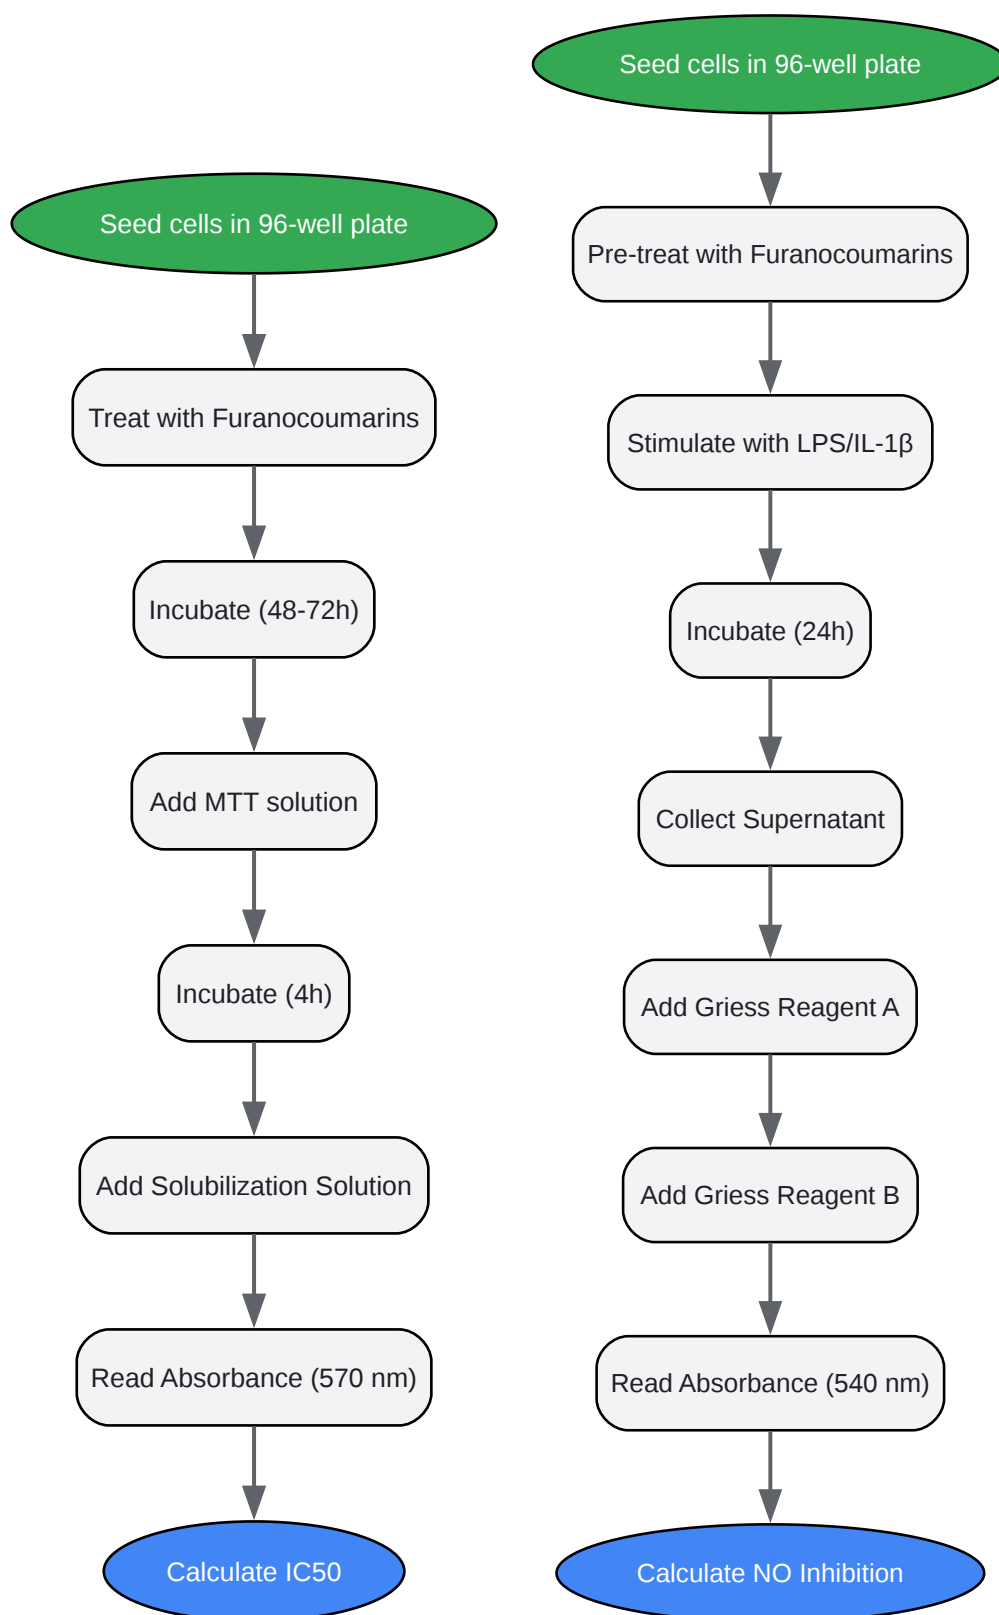 Seed cells in 96-well plate
Treat with Furanocoumarins
Incubate (48-72h)
Add MTT solution
Incubate (4h)
Add Solubilization Solution
Read Absorbance (570 nm)
Calculate IC50
Seed cells in 96-well plate
Pre-treat with Furanocoumarins
Stimulate with LPS/IL-1β
Incubate (24h)
Collect Supernatant
Add Griess Reagent A
Add Griess Reagent B
Read Absorbance (540 nm)
Calculate NO Inhibition